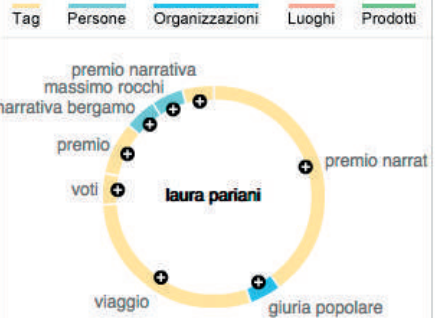 Tag Persone Organizzazioni Luoghi Prodotti
premio narrativa
massimo rocchi
narrativa bergamo
premio
premio narrat
voti
laura pariani
viaggio
giuria popolare